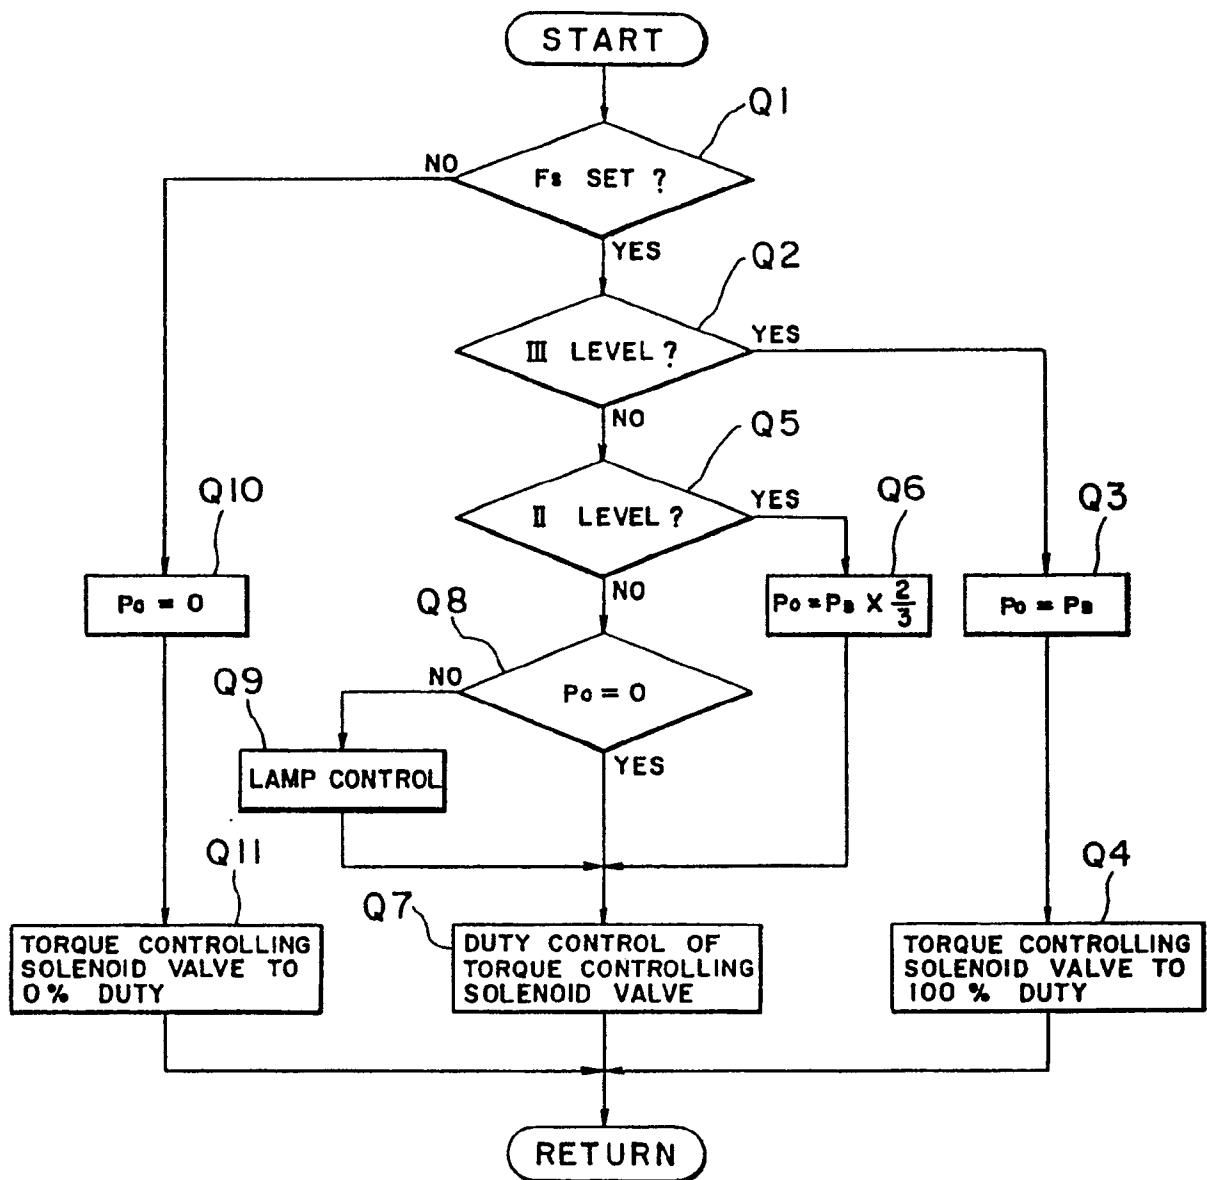 START
Q1
NO
Fs SET ?
YES
Q2
YES
III LEVEL ?
NO
Q5
YES
II LEVEL ?
NO
Q10
Q6
Q3
Po = 0
Po = Ps X 2/3
Po = Ps
Q8
NO
Po = 0
YES
Q9
LAMP CONTROL
Q11
Q7
Q4
TORQUE CONTROLLING
SOLENOID VALVE TO
0 % DUTY
DUTY CONTROL OF
TORQUE CONTROLLING
SOLENOID VALVE
TORQUE CONTROLLING
SOLENOID VALVE TO
100 % DUTY
RETURN